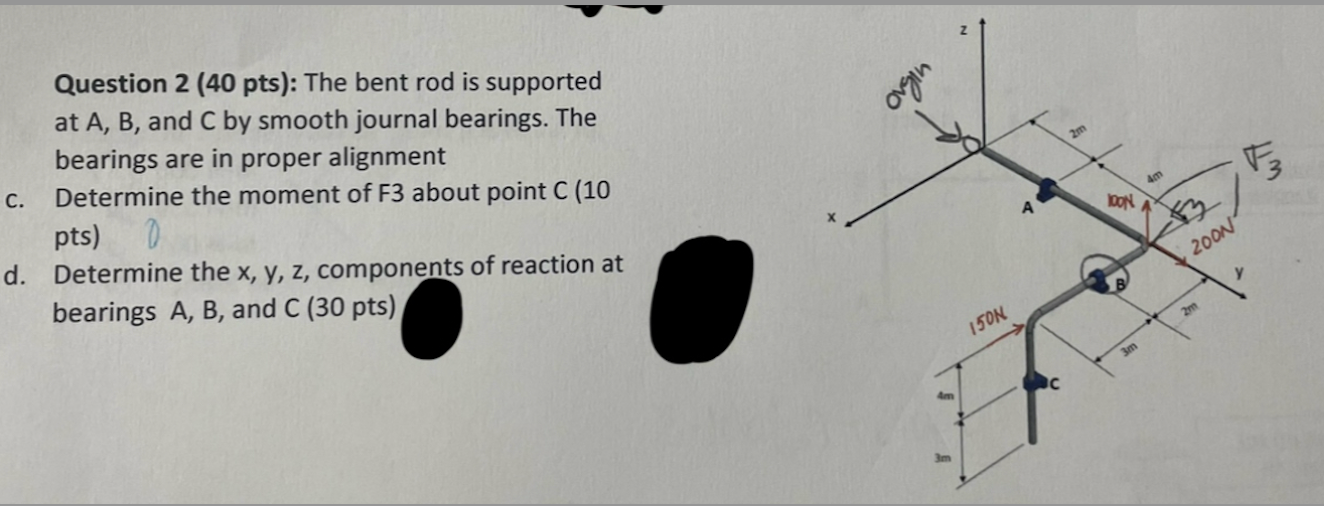 Question 2 (40 pts): The bent rod is supported
at A, B, and C by smooth journal bearings. The
bearings are in proper alignment
c. Determine the moment of F3 about point C (10
pts)
d. Determine the x, y, z, components of reaction at
bearings A, B, and C (30 pts)
z
Origin
2m
F3
4m
100N
F3
A
x
200N
y
B
2m
150N
3m
C
4m
3m